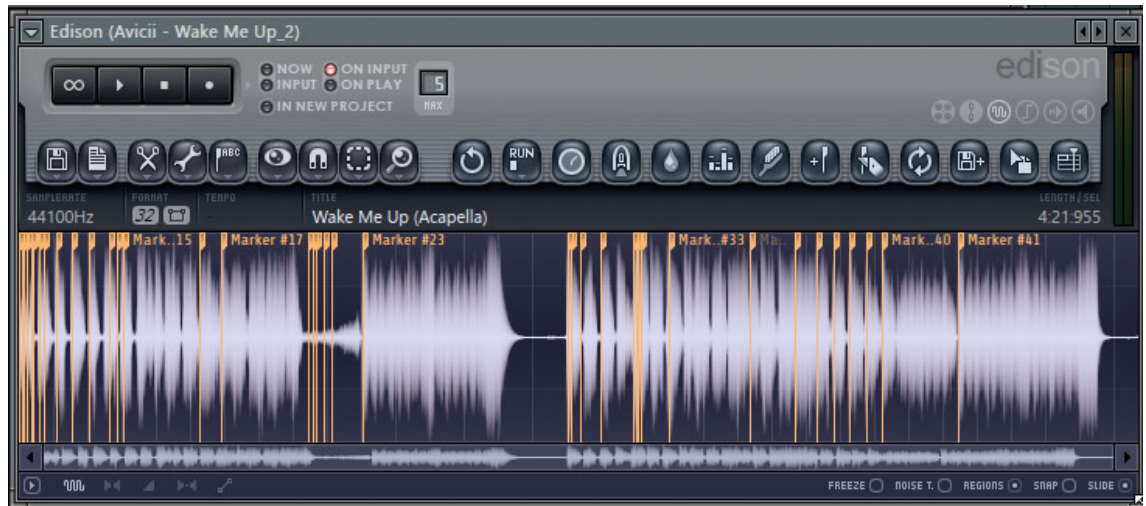 Edison (Avicii - Wake Me Up_2)
NOW ON INPUT
INPUT ON PLAY
IN NEW PROJECT
5
MAX
edison
ABC
RUN
SAMPLERATE
44100Hz
FORMAT
32
TEMPO
-
TITLE
Wake Me Up (Acapella)
LENGTH/SEL
4:21:955
Mark..15 Marker #17 Marker #23 Mark..#33 Ma.. Mark..40 Marker #41
FREEZE NOISE T. REGIONS SNAP SLIDE